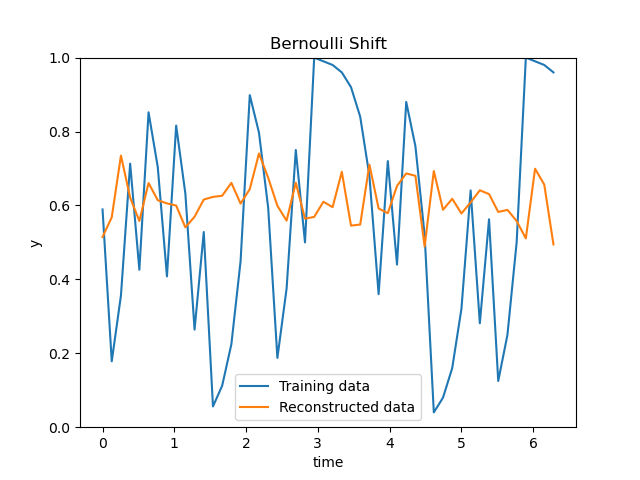 Bernoulli Shift
1.0
0.8
0.6
0.4
0.2
0.0
y
Training data
Reconstructed data
0 1 2 3 4 5 6
time